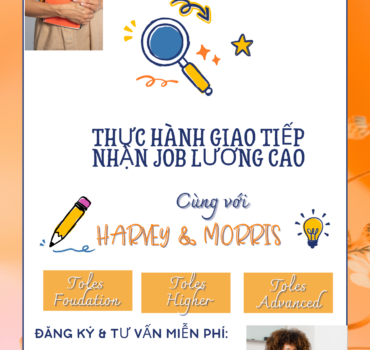 THỰC HÀNH GIAO TIẾP
NHẬN JOB LƯƠNG CAO
Cùng với
HARVEY & MORRIS
Toles
Foudation
Toles
Higher
Toles
Advanced
ĐĂNG KÝ & TƯ VẤN MIỄN PHÍ: